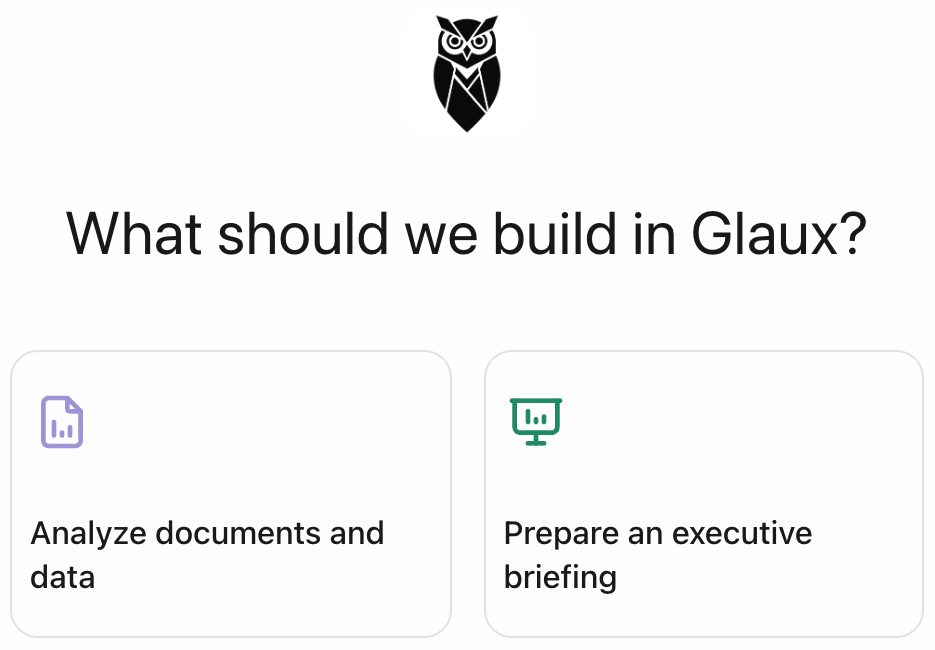 What should we build in Glaux?
Analyze documents and
data
Prepare an executive
briefing